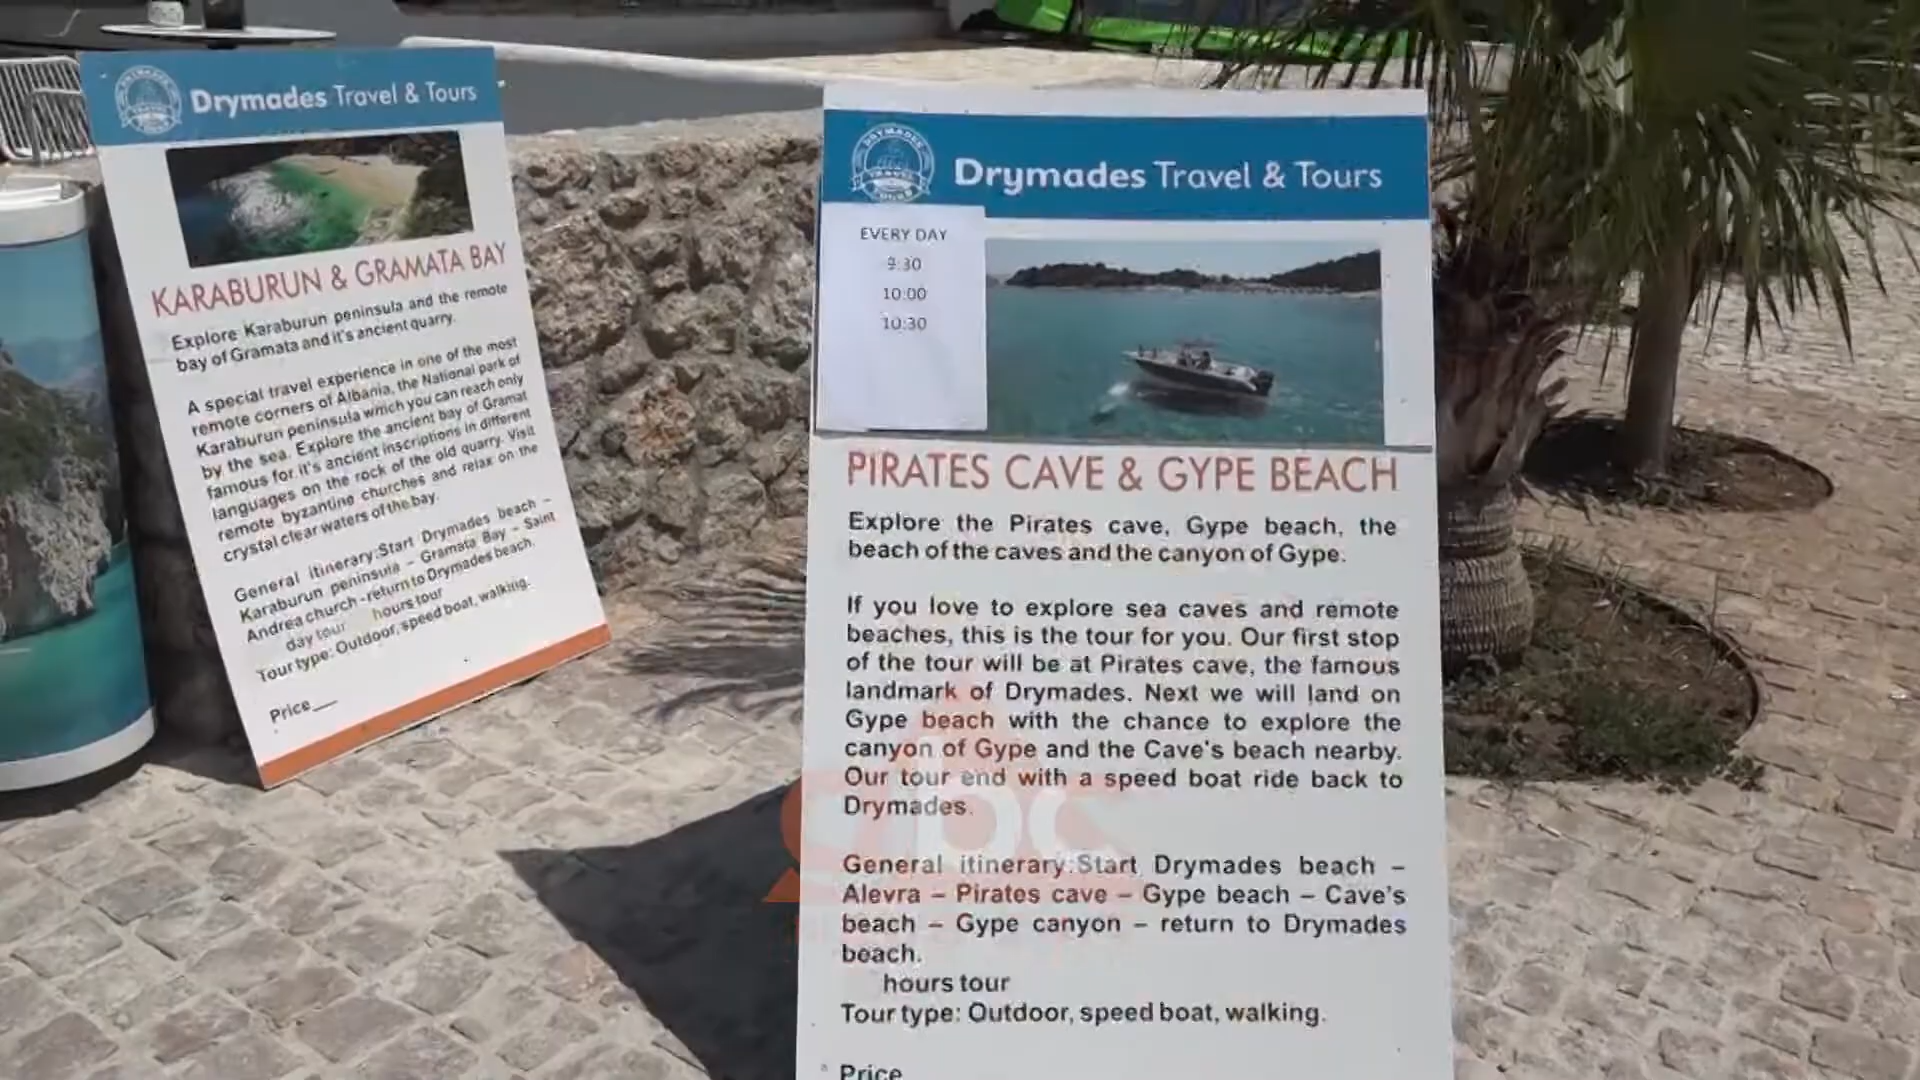 Drymades Travel & Tours
KARABURUN & GRAMATA BAY
Explore Karaburun peninsula and the remote
bay of Gramata and it's ancient quarry.
A special travel experience in one of the most
remote corners of Albania, the National park of
Karaburun peninsula which you can reach only
by the sea. Explore the ancient bay of Gramat
famous for it's ancient inscriptions in different
languages on the rock of the old quarry. Visit
remote byzantine churches and relax on the
crystal clear waters of the bay.
General itinerary:Start Drymades beach –
Karaburun peninsula – Gramata Bay – Saint
Andrea church -return to Drymades beach.
day tour hours tour
Tour type: Outdoor, speed boat, walking.
Price__
DRYMADES
TRAVEL
TOURS
Drymades Travel & Tours
EVERY DAY
9:30
10:00
10:30
PIRATES CAVE & GYPE BEACH
Explore the Pirates cave, Gype beach, the
beach of the caves and the canyon of Gype.
If you love to explore sea caves and remote
beaches, this is the tour for you. Our first stop
of the tour will be at Pirates cave, the famous
landmark of Drymades. Next we will land on
Gype beach with the chance to explore the
canyon of Gype and the Cave's beach nearby.
Our tour end with a speed boat ride back to
Drymades.
General itinerary:Start Drymades beach –
Alevra – Pirates cave – Gype beach – Cave's
beach – Gype canyon – return to Drymades
beach.
hours tour
Tour type: Outdoor, speed boat, walking.
Price
abc